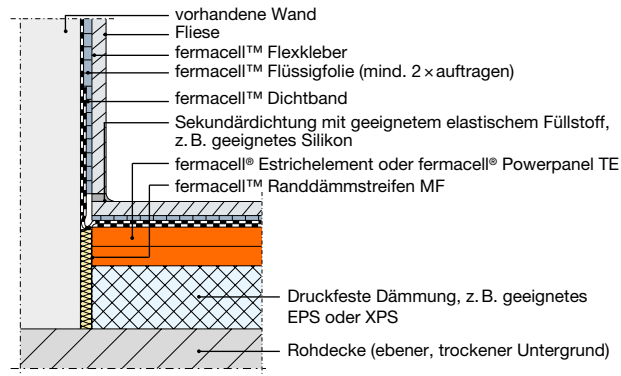 vorhandene Wand
Fliese
fermacell™ Flexkleber
fermacell™ Flüssigfolie (mind. 2 × auftragen)
fermacell™ Dichtband
Sekundärdichtung mit geeignetem elastischem Füllstoff,
z. B. geeignetes Silikon
fermacell® Estrichelement oder fermacell® Powerpanel TE
fermacell™ Randdämmstreifen MF
Druckfeste Dämmung, z. B. geeignetes
EPS oder XPS
Rohdecke (ebener, trockener Untergrund)